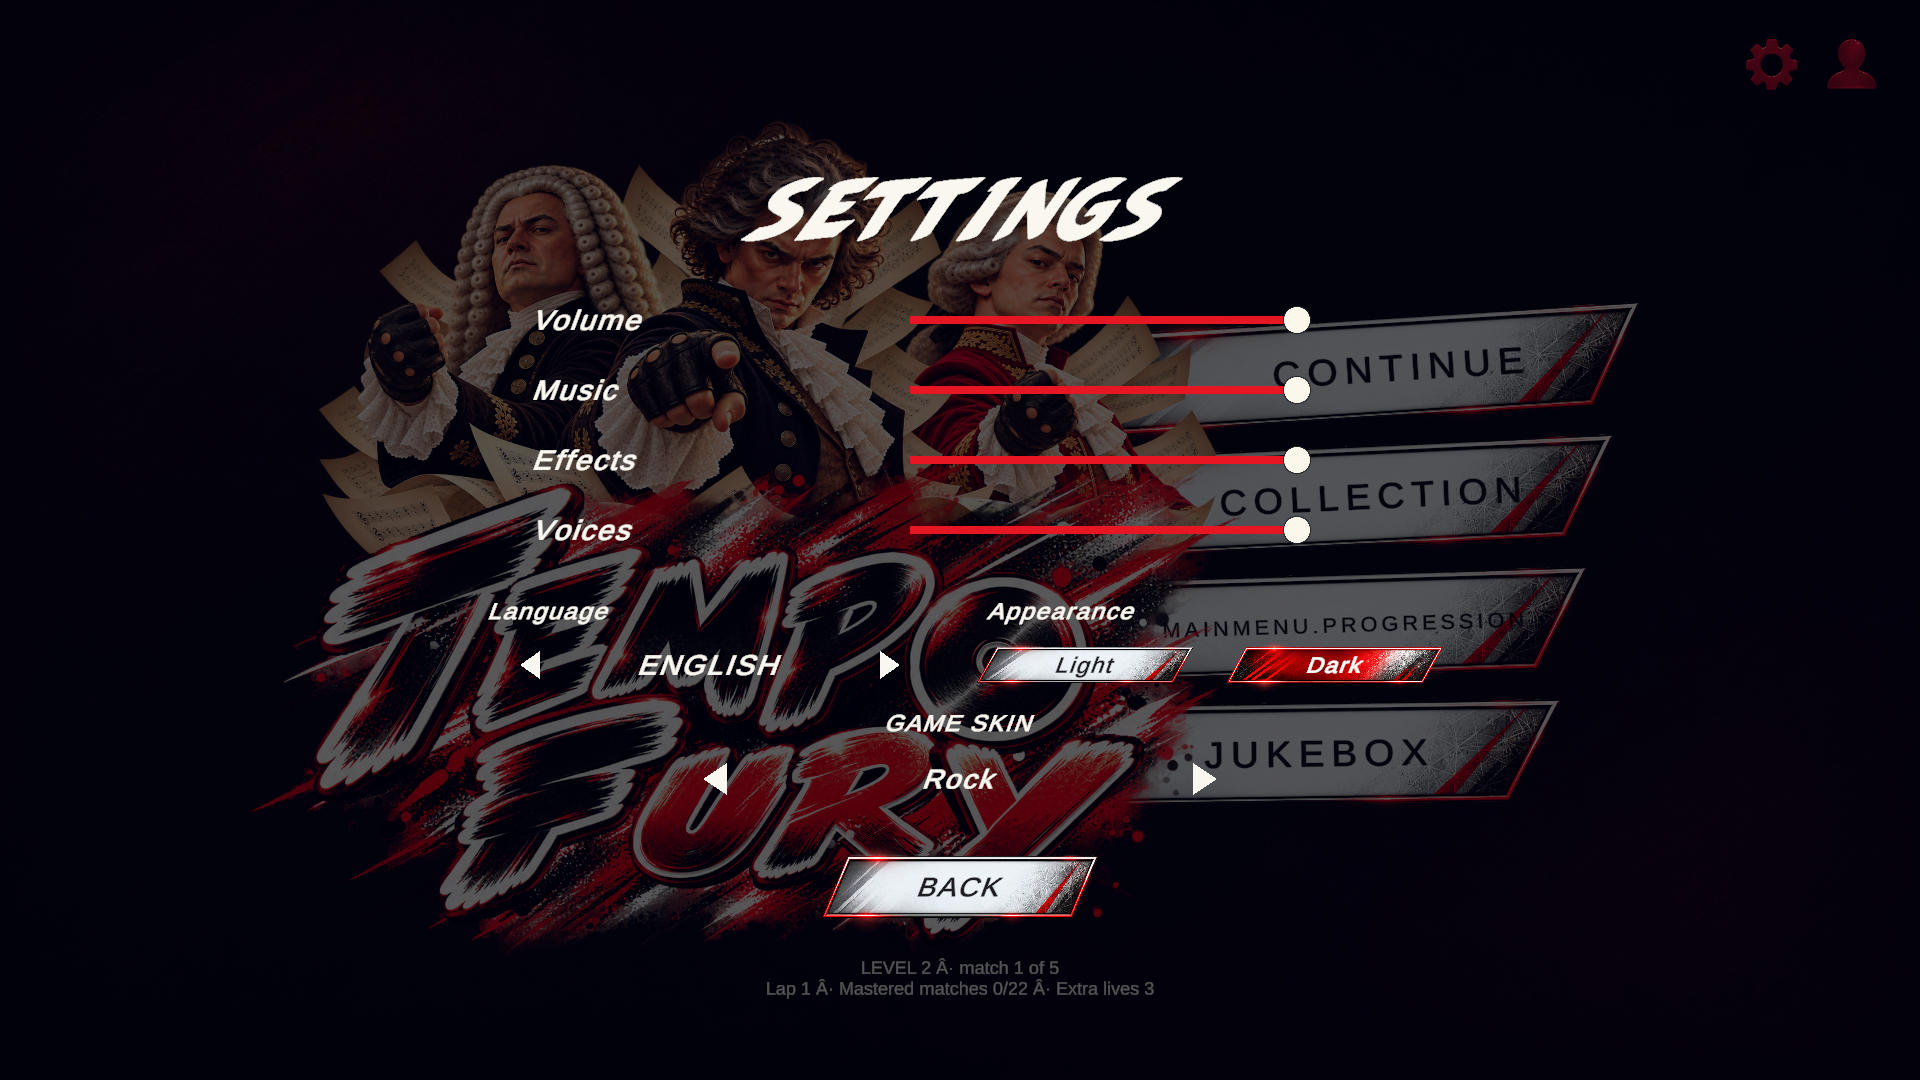 SETTINGS
Volume
CONTINUE
Music
Effects
COLLECTION
Voices
TEMPO
FURY
Language
Appearance
MAINMENU.PROGRESSION
ENGLISH
Light
Dark
GAME SKIN
JUKEBOX
Rock
BACK
LEVEL 2 Â· match 1 of 5
Lap 1 Â· Mastered matches 0/22 Â· Extra lives 3